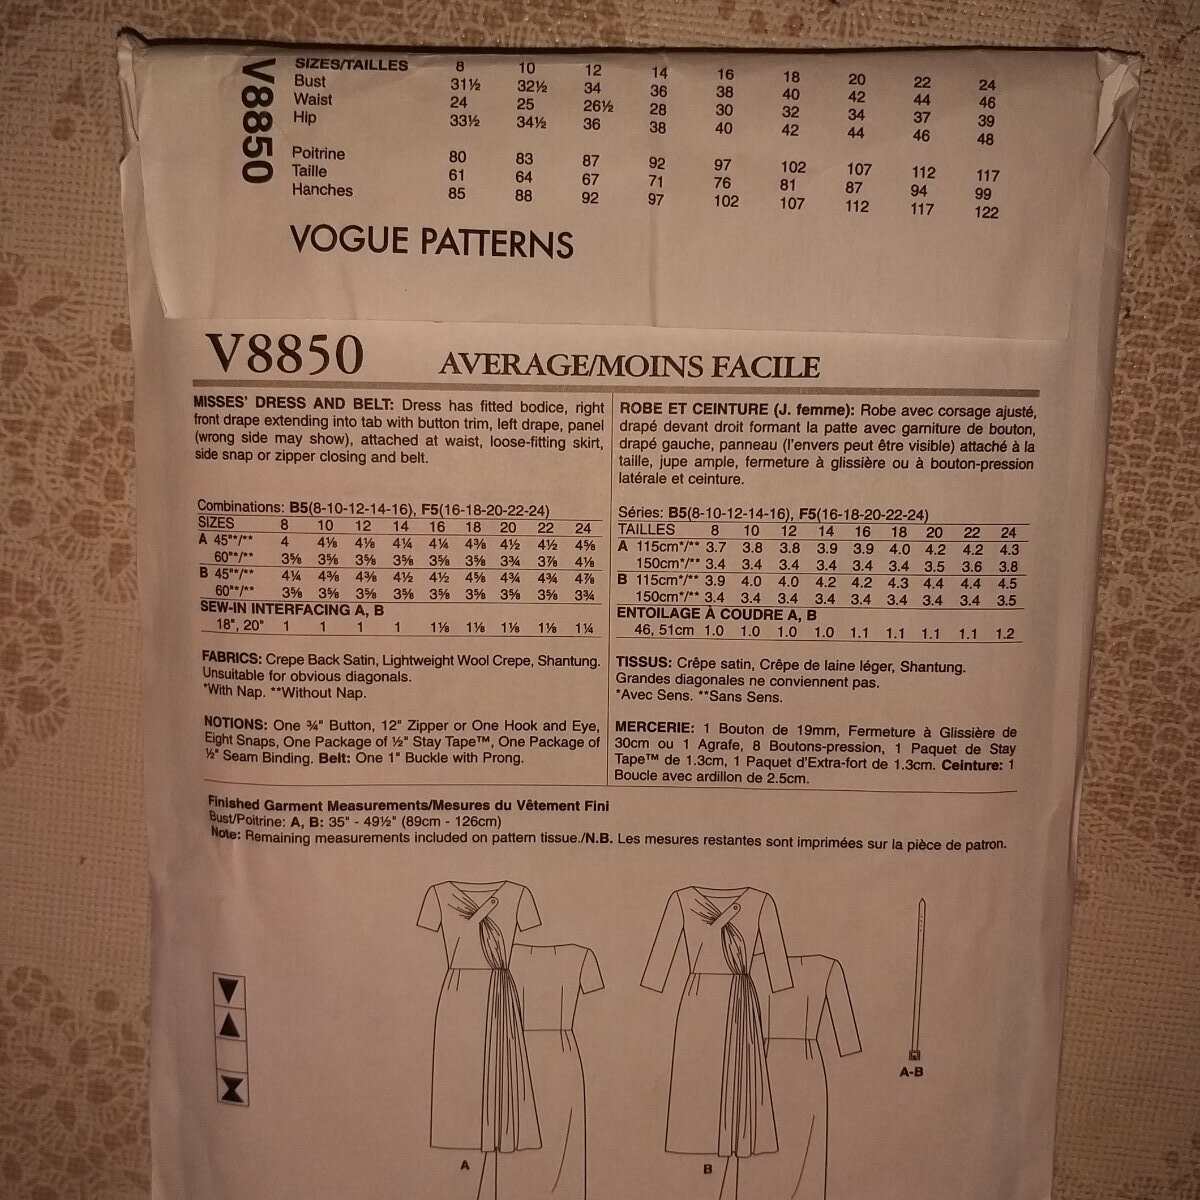 V8850
SIZES/TAILLES 8 10 12 14 16 18 20 22 24
Bust 31½ 32½ 34 36 38 40 42 44 46
Waist 24 25 26½ 28 30 32 34 37 39
Hip 33½ 34½ 36 38 40 42 44 46 48
Poitrine 80 83 87 92 97 102 107 112 117
Taille 61 64 67 71 76 81 87 94 99
Hanches 85 88 92 97 102 107 112 117 122
VOGUE PATTERNS
V8850 AVERAGE/MOINS FACILE
MISSES' DRESS AND BELT: Dress has fitted bodice, right
front drape extending into tab with button trim, left drape, panel
(wrong side may show), attached at waist, loose-fitting skirt,
side snap or zipper closing and belt.
Combinations: B5(8-10-12-14-16), F5(16-18-20-22-24)
SIZES 8 10 12 14 16 18 20 22 24
A 45"*/** 4 4⅛ 4⅛ 4¼ 4¼ 4⅜ 4½ 4½ 4⅝
60"*/** 3⅝ 3⅝ 3⅝ 3⅝ 3⅝ 3⅝ 3¾ 3⅞ 4⅛
B 45"*/** 4¼ 4⅜ 4⅜ 4½ 4½ 4⅝ 4¾ 4¾ 4⅞
60"*/** 3⅝ 3⅝ 3⅝ 3⅝ 3⅝ 3⅝ 3⅝ 3⅝ 3¾
SEW-IN INTERFACING A, B
18", 20" 1 1 1 1 1⅛ 1⅛ 1⅛ 1⅛ 1¼
FABRICS: Crepe Back Satin, Lightweight Wool Crepe, Shantung.
Unsuitable for obvious diagonals.
*With Nap. **Without Nap.
NOTIONS: One ¾" Button, 12" Zipper or One Hook and Eye,
Eight Snaps, One Package of ½" Stay Tape™, One Package of
½" Seam Binding. Belt: One 1" Buckle with Prong.
ROBE ET CEINTURE (J. femme): Robe avec corsage ajusté,
drapé devant droit formant la patte avec garniture de bouton,
drapé gauche, panneau (l'envers peut être visible) attaché à la
taille, jupe ample, fermeture à glissière ou à bouton-pression
latérale et ceinture.
Séries: B5(8-10-12-14-16), F5(16-18-20-22-24)
TAILLES 8 10 12 14 16 18 20 22 24
A 115cm*/** 3.7 3.8 3.8 3.9 3.9 4.0 4.2 4.2 4.3
150cm*/** 3.4 3.4 3.4 3.4 3.4 3.4 3.5 3.6 3.8
B 115cm*/** 3.9 4.0 4.0 4.2 4.2 4.3 4.4 4.4 4.5
150cm*/** 3.4 3.4 3.4 3.4 3.4 3.4 3.4 3.4 3.5
ENTOILAGE À COUDRE A, B
46, 51cm 1.0 1.0 1.0 1.0 1.1 1.1 1.1 1.1 1.2
TISSUS: Crêpe satin, Crêpe de laine léger, Shantung.
Grandes diagonales ne conviennent pas.
*Avec Sens. **Sans Sens.
MERCERIE: 1 Bouton de 19mm, Fermeture à Glissière de
30cm ou 1 Agrafe, 8 Boutons-pression, 1 Paquet de Stay
Tape™ de 1.3cm, 1 Paquet d'Extra-fort de 1.3cm. Ceinture: 1
Boucle avec ardillon de 2.5cm.
Finished Garment Measurements/Mesures du Vêtement Fini
Bust/Poitrine: A, B: 35" - 49½" (89cm - 126cm)
Note: Remaining measurements included on pattern tissue./N.B. Les mesures restantes sont imprimées sur la pièce de patron.
A-B
A
B